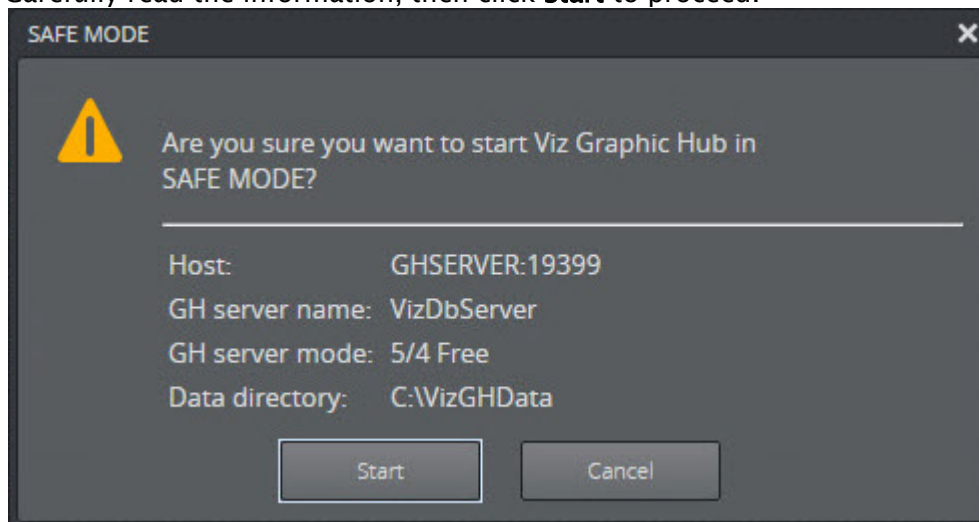 Carefully read the information, then click Start to proceed.
SAFE MODE
Are you sure you want to start Viz Graphic Hub in
SAFE MODE?
Host: GHSERVER:19399
GH server name: VizDbServer
GH server mode: 5/4 Free
Data directory: C:\VizGHData
Start Cancel